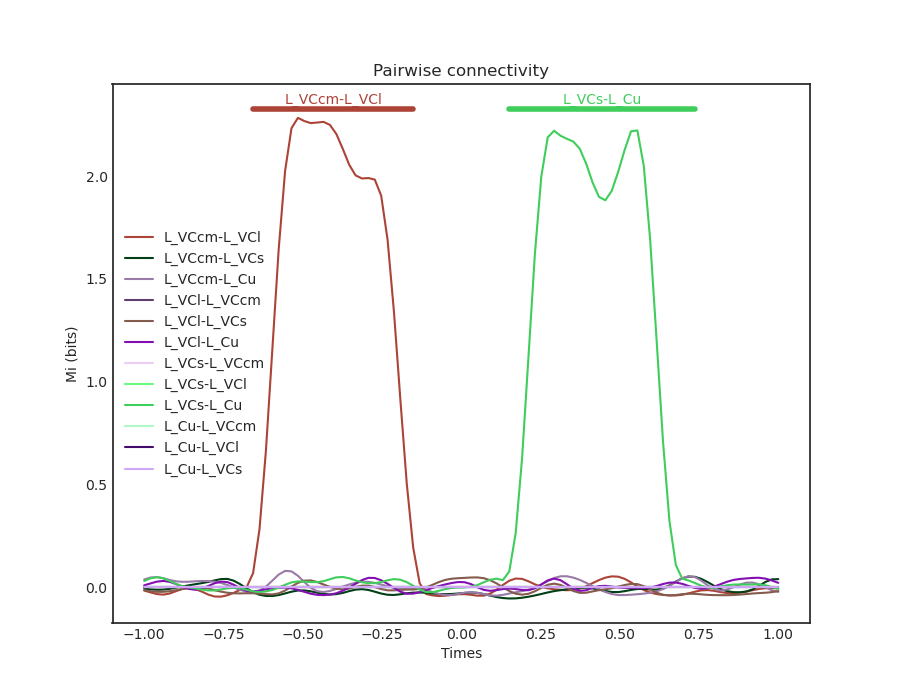 Pairwise connectivity
L_VCcm-L_VCl
L_VCs-L_Cu
2.0
1.5
1.0
0.5
0.0
Mi (bits)
L_VCcm-L_VCl
L_VCcm-L_VCs
L_VCcm-L_Cu
L_VCl-L_VCcm
L_VCl-L_VCs
L_VCl-L_Cu
L_VCs-L_VCcm
L_VCs-L_VCl
L_VCs-L_Cu
L_Cu-L_VCcm
L_Cu-L_VCl
L_Cu-L_VCs
−1.00 −0.75 −0.50 −0.25 0.00 0.25 0.50 0.75 1.00
Times